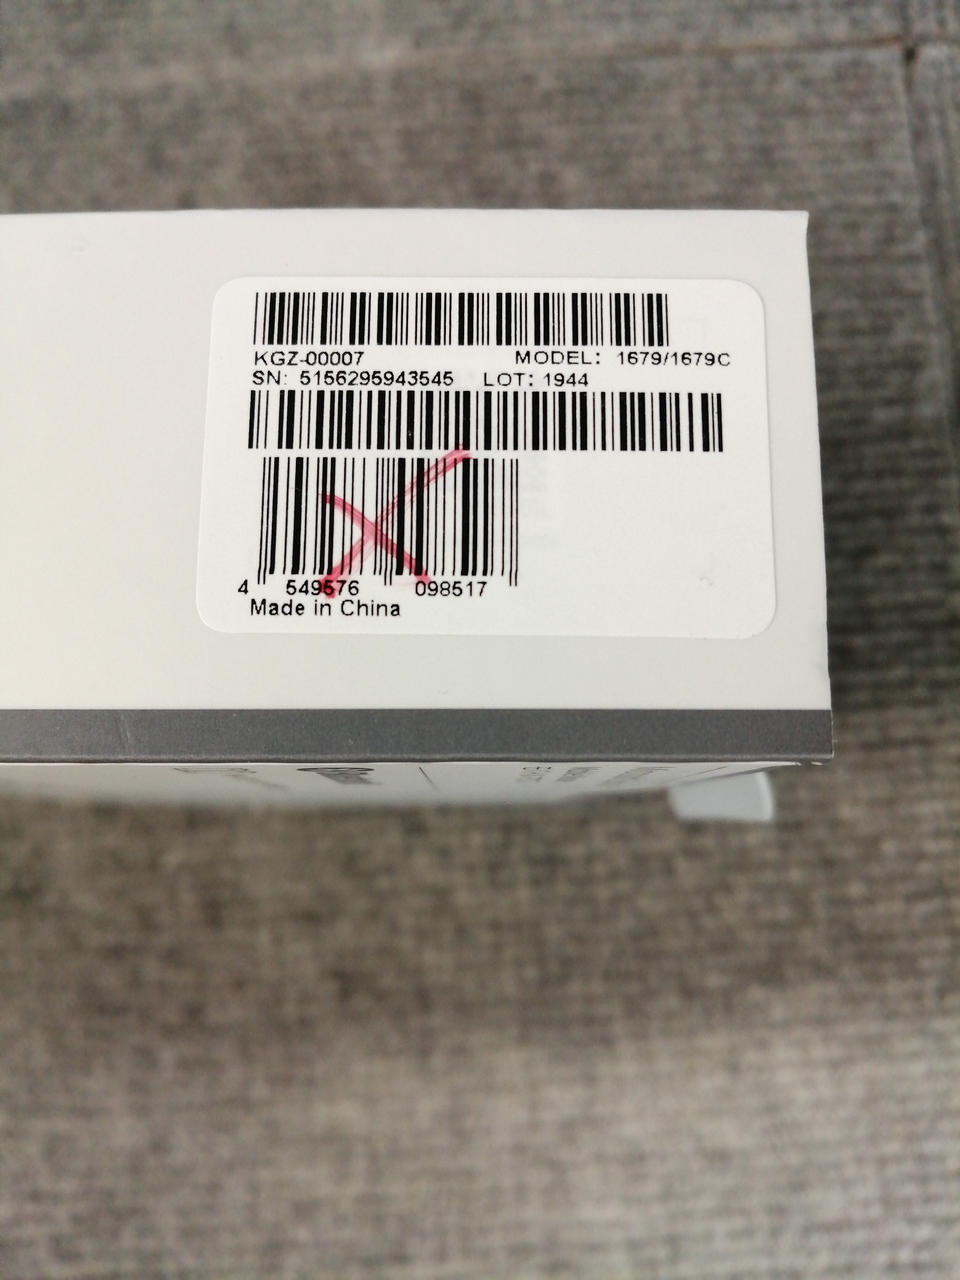 KGZ-00007 MODEL: 1679/1679C
SN: 5156295943545 LOT: 1944
4 549576 098517
Made in China